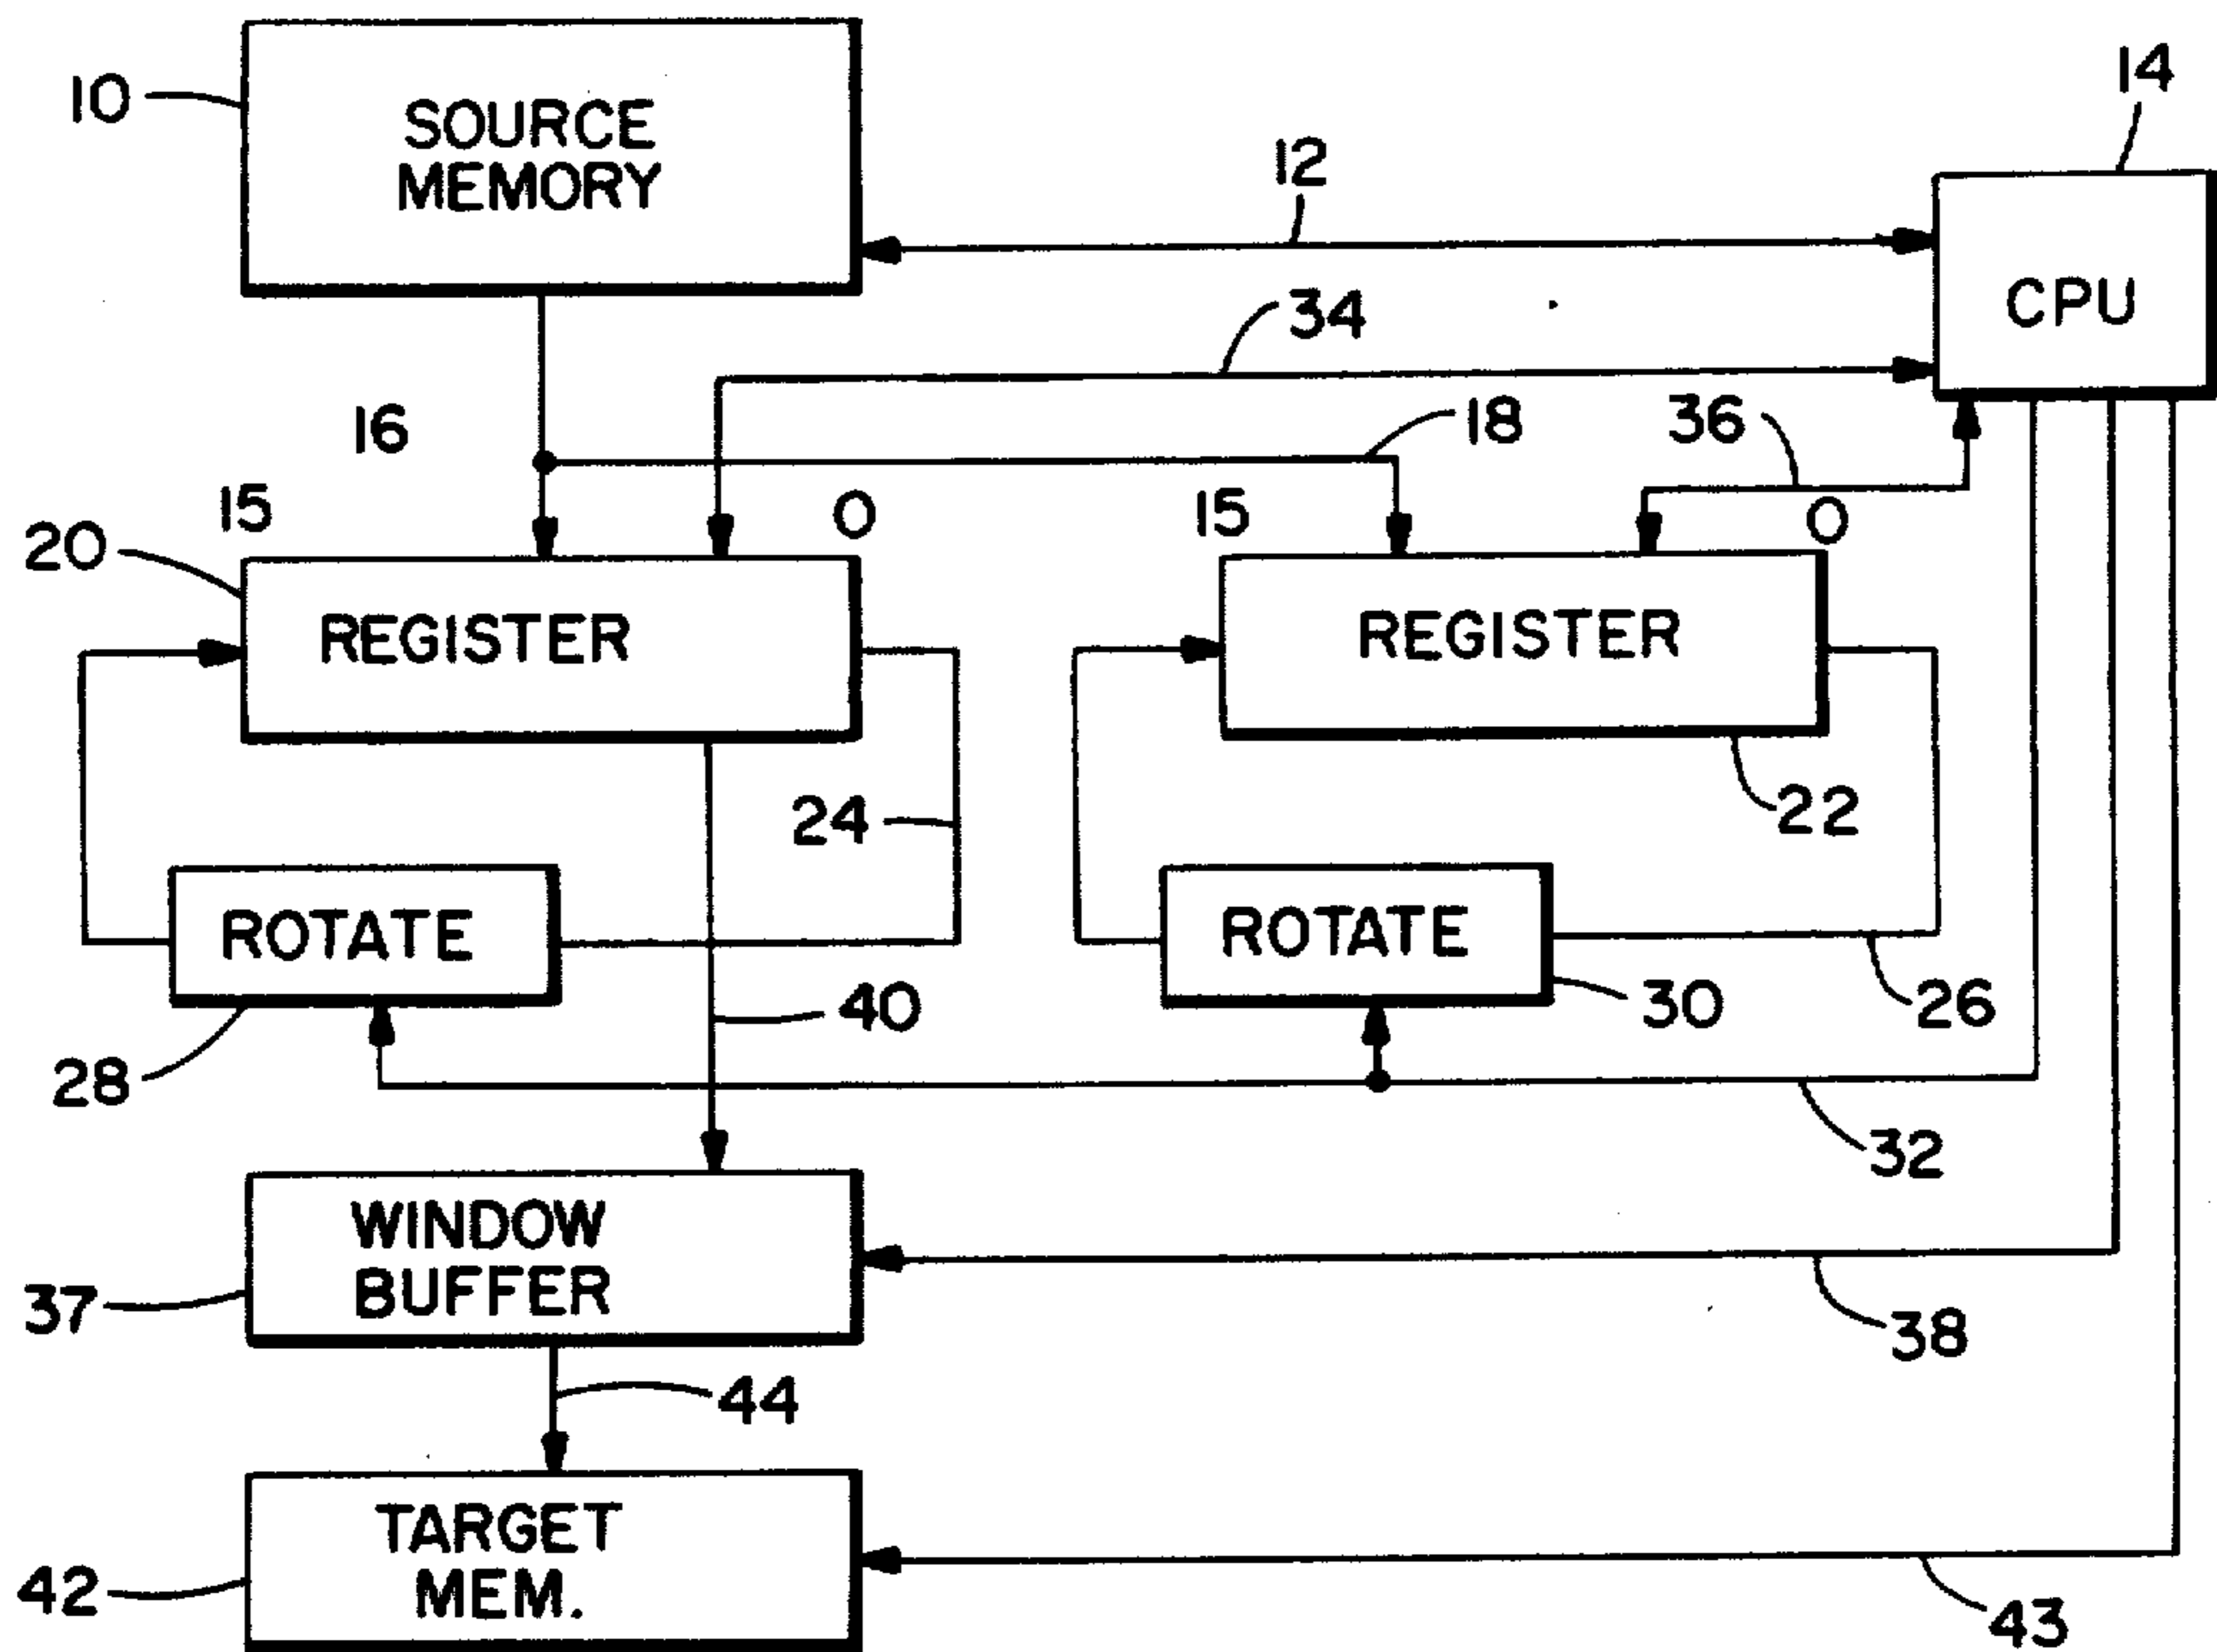 14
10
SOURCE
MEMORY
12
CPU
34
16
18
36
15
0
15
0
20
REGISTER
REGISTER
24
22
ROTATE
ROTATE
40
30
26
28
32
WINDOW
BUFFER
37
38
44
TARGET
MEM.
42
43